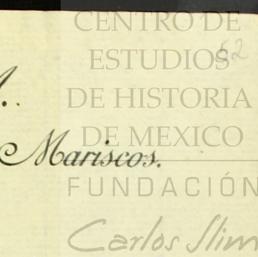 CENTRO DE
ESTUDIOS
62
DE HISTORIA
DE MEXICO
Mariscos.
FUNDACIÓN
Carlos Slim